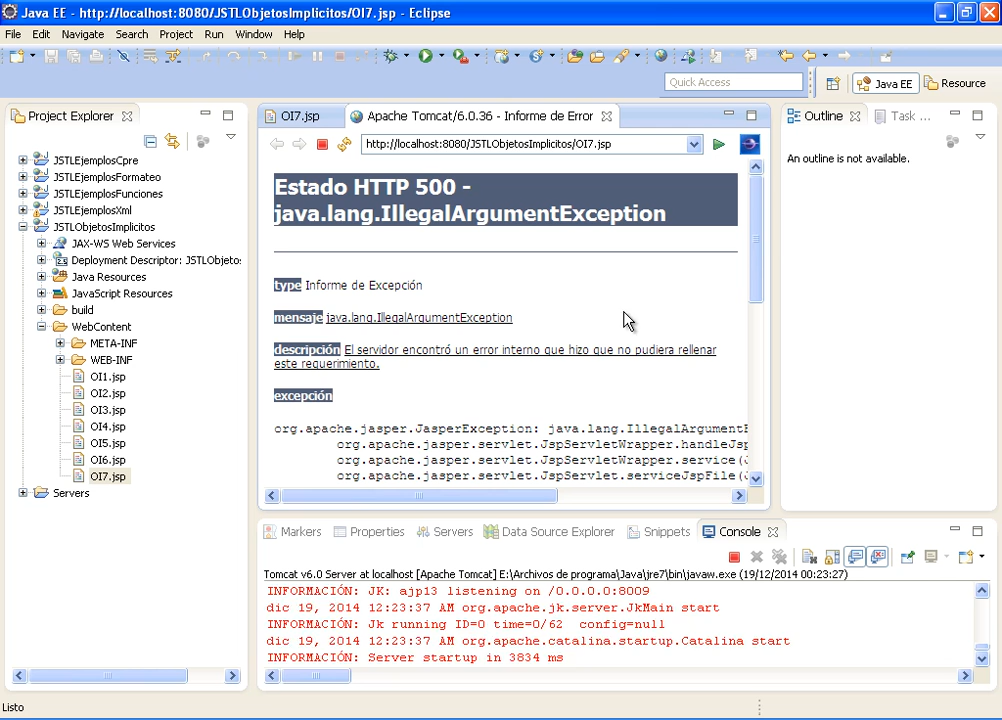 Java EE - http://localhost:8080/JSTLObjetosImplicitos/OI7.jsp - Eclipse
File Edit Navigate Search Project Run Window Help
Quick Access
Java EE
Resource
Project Explorer
JSTLEjemplosCpre
JSTLEjemplosFormateo
JSTLEjemplosFunciones
JSTLEjemplosXml
JSTLObjetosImplicitos
JAX-WS Web Services
Deployment Descriptor: JSTLObjeto:
Java Resources
JavaScript Resources
build
WebContent
META-INF
WEB-INF
OI1.jsp
OI2.jsp
OI3.jsp
OI4.jsp
OI5.jsp
OI6.jsp
OI7.jsp
Servers
OI7.jsp
Apache Tomcat/6.0.36 - Informe de Error
http://localhost:8080/JSTLObjetosImplicitos/OI7.jsp
Estado HTTP 500 -
java.lang.IllegalArgumentException
type Informe de Excepción
mensaje java.lang.IllegalArgumentException
descripción El servidor encontró un error interno que hizo que no pudiera rellenar
este requerimiento.
excepción
org.apache.jasper.JasperException: java.lang.IllegalArgumentE
org.apache.jasper.servlet.JspServletWrapper.handleJsp
org.apache.jasper.servlet.JspServletWrapper.service(J
org.apache.jasper.servlet.JspServlet.serviceJspFile(J
Outline
Task ...
An outline is not available.
Markers Properties Servers Data Source Explorer Snippets Console
Tomcat v6.0 Server at localhost [Apache Tomcat] E:\Archivos de programa\Java\jre7\bin\javaw.exe (19/12/2014 00:23:27)
INFORMACIÓN: JK: ajp13 listening on /0.0.0.0:8009
dic 19, 2014 12:23:37 AM org.apache.jk.server.JkMain start
INFORMACIÓN: Jk running ID=0 time=0/62 config=null
dic 19, 2014 12:23:37 AM org.apache.catalina.startup.Catalina start
INFORMACIÓN: Server startup in 3834 ms
Listo